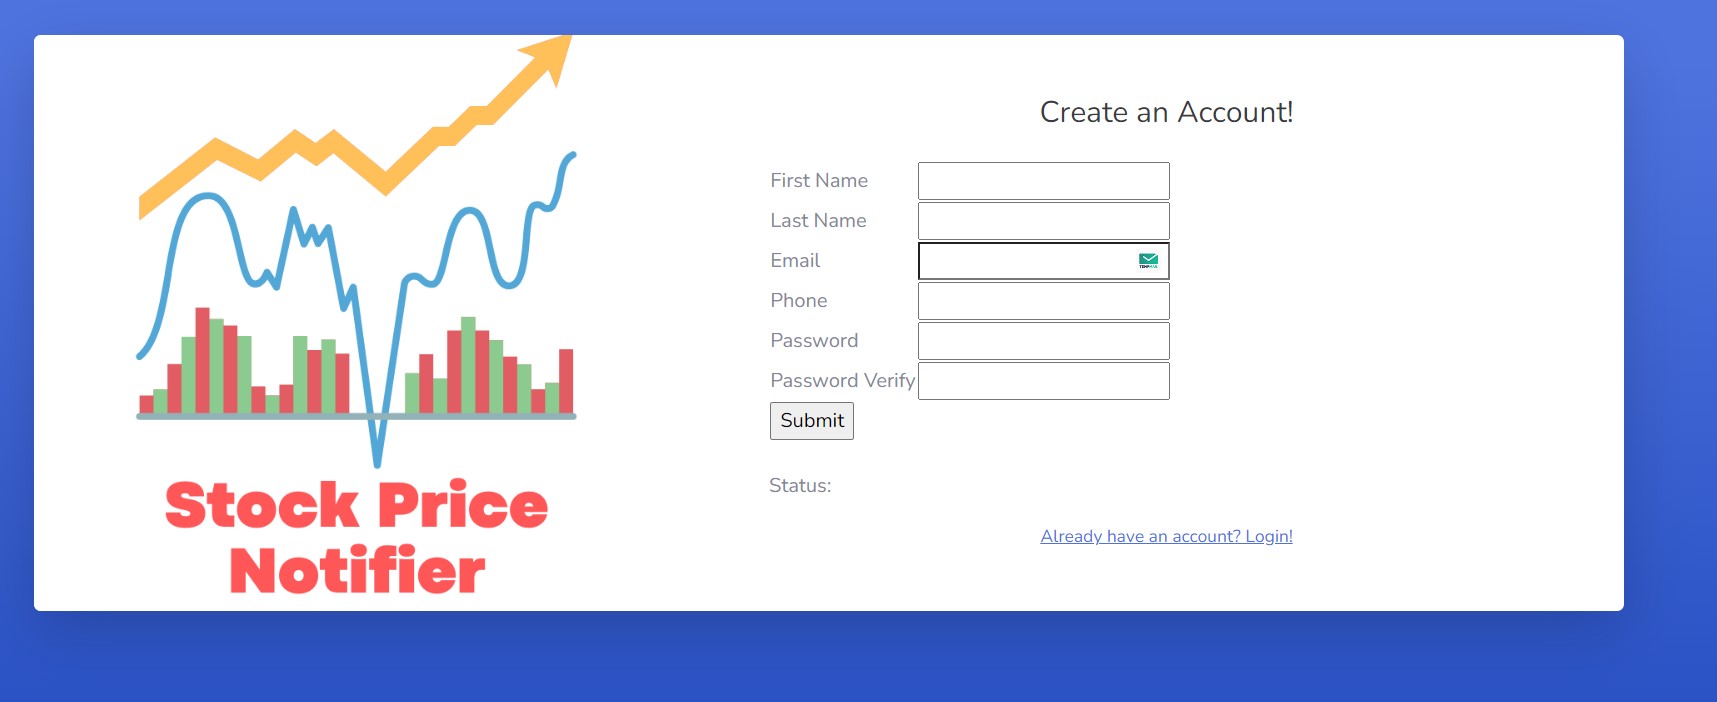 Create an Account!
First Name
Last Name
Email
Phone
Password
Password Verify
Submit
Status:
Already have an account? Login!
Stock Price
Notifier